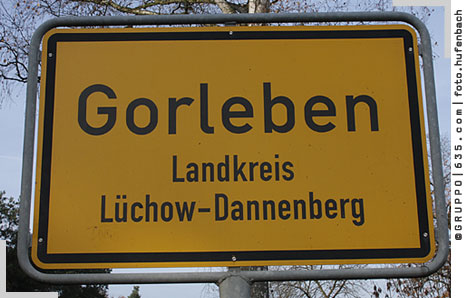 Gorleben
Landkreis
Lüchow-Dannenberg
©GRUPPO|635.com | foto.hufenbach